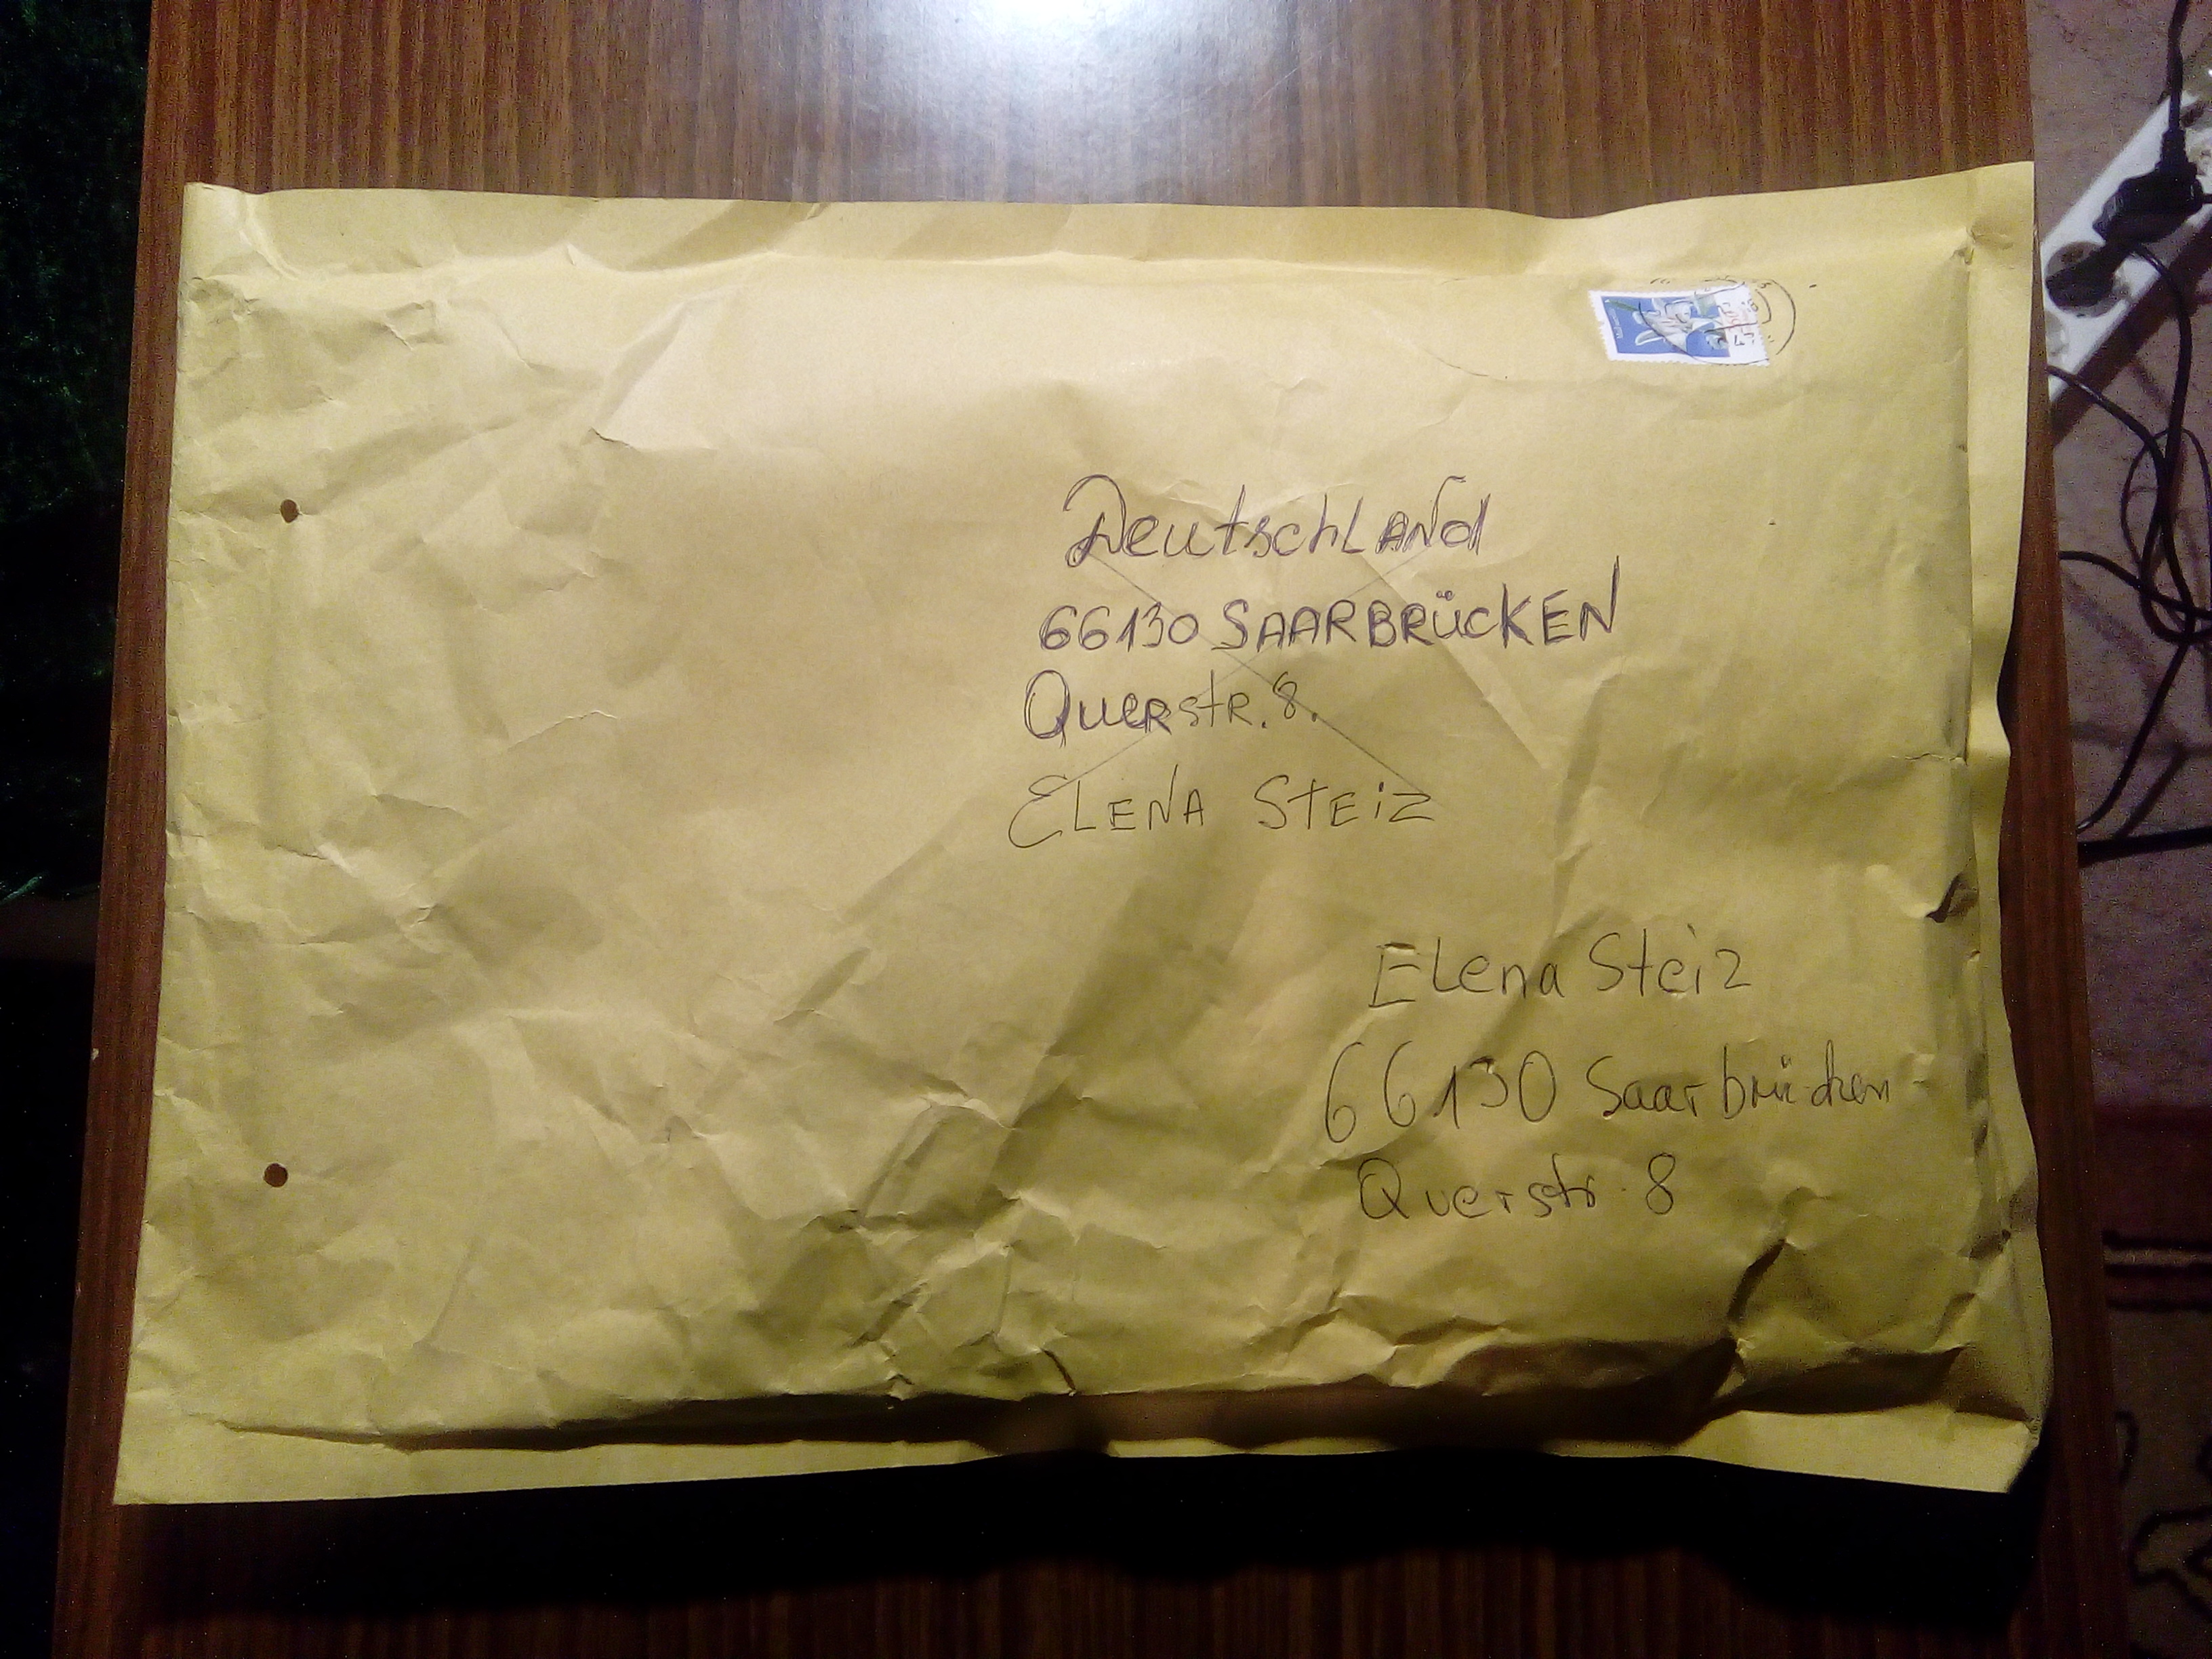 DeutschLAND
66130 SAARBRÜCKEN
QueRstR. 8.
ELENA STEiZ
Elena Steiz
66130 Saarbrücken
Querstr. 8